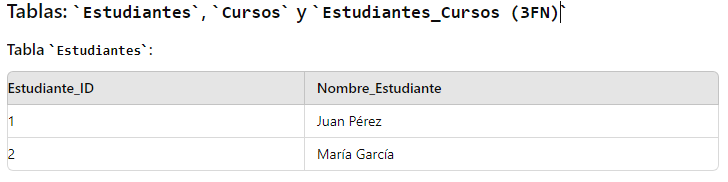 Tablas: `Estudiantes`, `Cursos` y `Estudiantes_Cursos (3FN)`
Tabla `Estudiantes`:
Estudiante_ID Nombre_Estudiante
1 Juan Pérez
2 María García